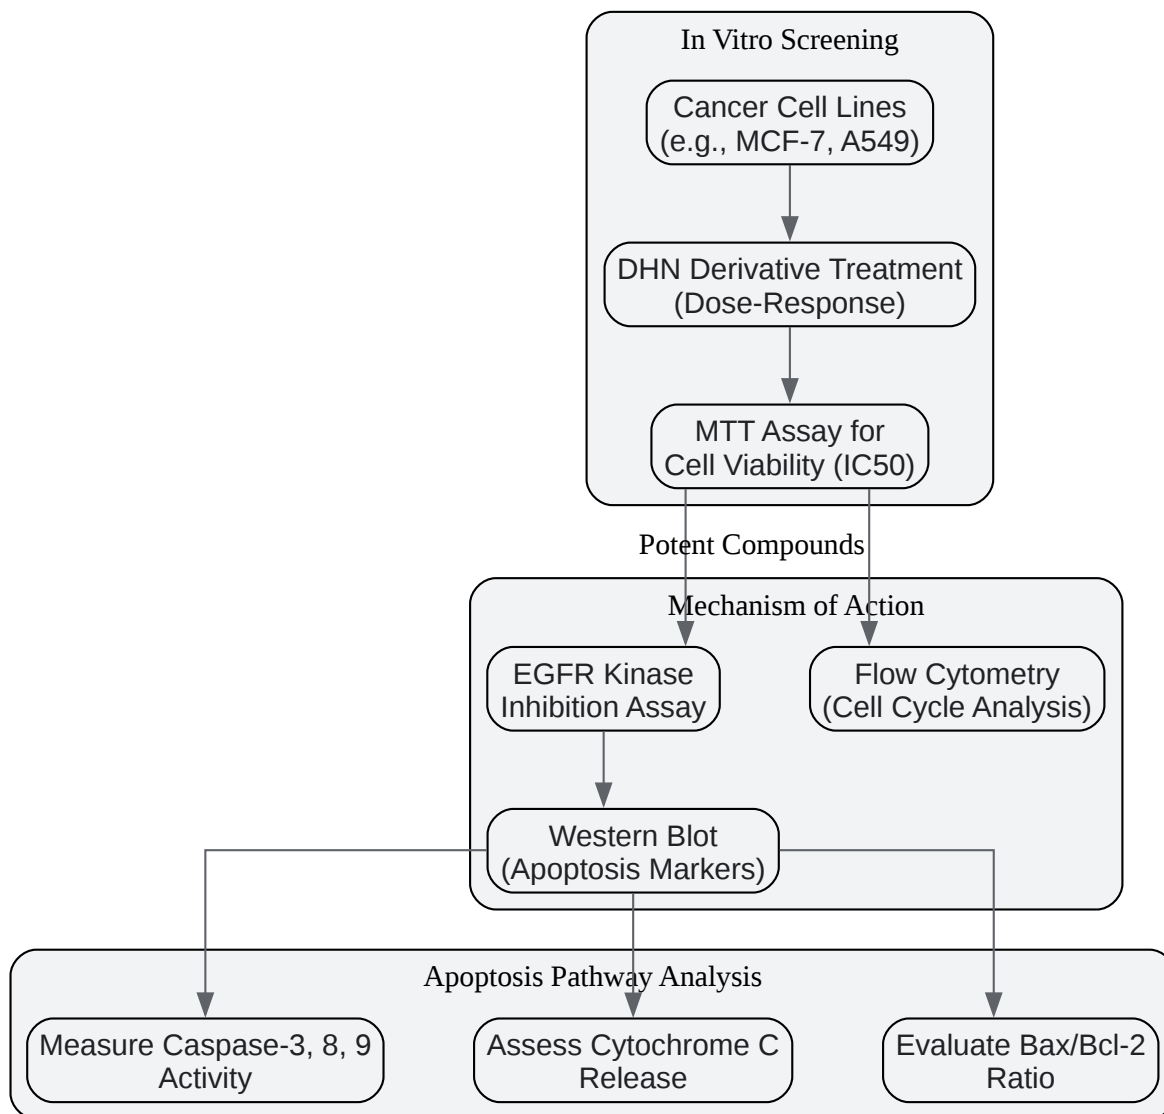 In Vitro Screening
Cancer Cell Lines
(e.g., MCF-7, A549)
DHN Derivative Treatment
(Dose-Response)
MTT Assay for
Cell Viability (IC50)
Potent Compounds
Mechanism of Action
EGFR Kinase
Inhibition Assay
Flow Cytometry
(Cell Cycle Analysis)
Western Blot
(Apoptosis Markers)
Apoptosis Pathway Analysis
Measure Caspase-3, 8, 9
Activity
Assess Cytochrome C
Release
Evaluate Bax/Bcl-2
Ratio